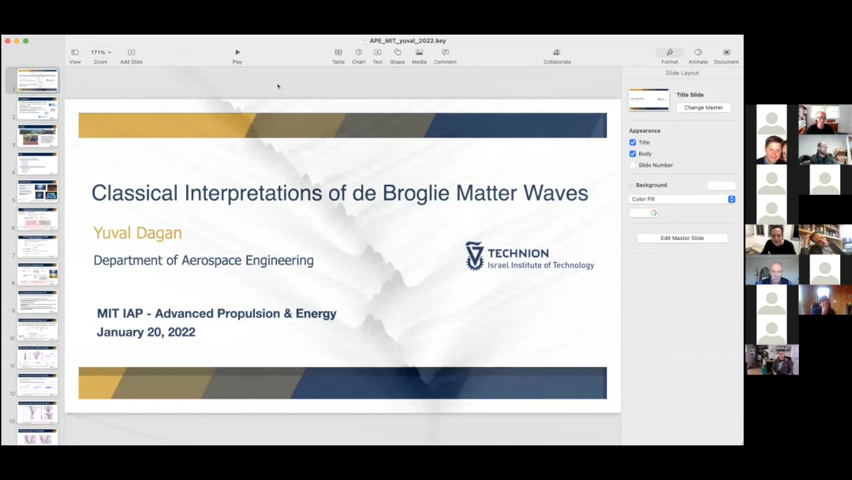 APE_MIT_yuval_2022.key
171%
View
Zoom
Add Slide
Play
Table
Chart
Text
Shape
Media
Comment
Collaborate
Format
Animate
Document
Slide Layout
Title Slide
Change Master
Appearance
Title
Body
Slide Number
Background
Color Fill
Edit Master Slide
Classical Interpretations of de Broglie Matter Waves
Yuval Dagan
Department of Aerospace Engineering
TECHNION
Israel Institute of Technology
MIT IAP - Advanced Propulsion & Energy
January 20, 2022